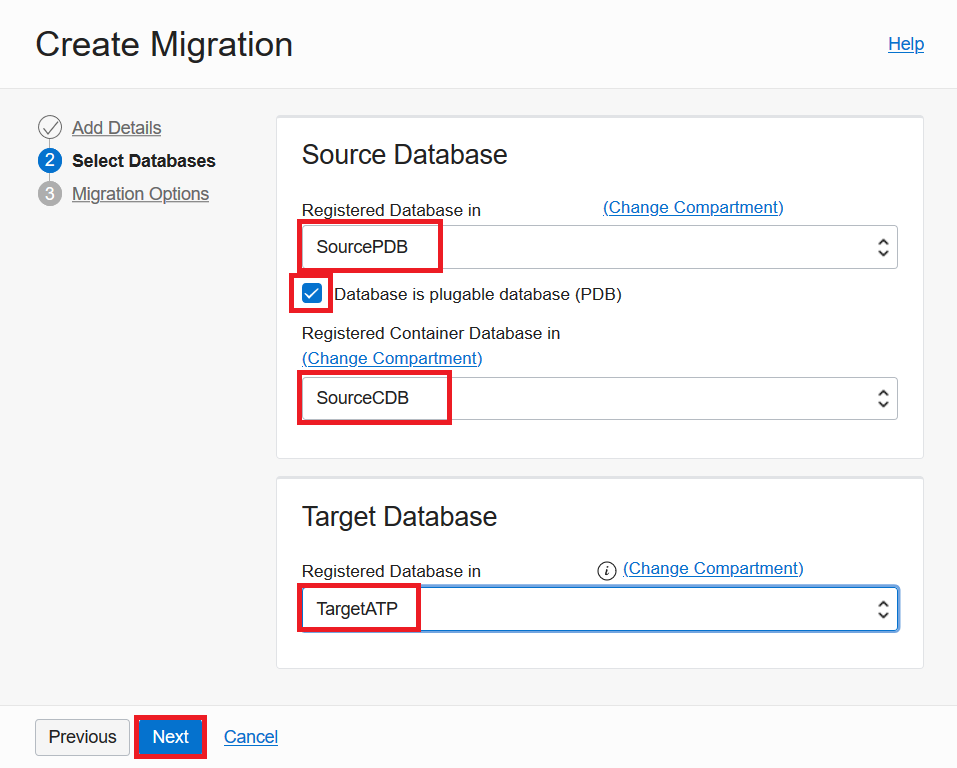 Create Migration
Help
Add Details
2 Select Databases
3 Migration Options
Source Database
Registered Database in (Change Compartment)
SourcePDB
Database is plugable database (PDB)
Registered Container Database in
(Change Compartment)
SourceCDB
Target Database
Registered Database in i (Change Compartment)
TargetATP
Previous Next Cancel